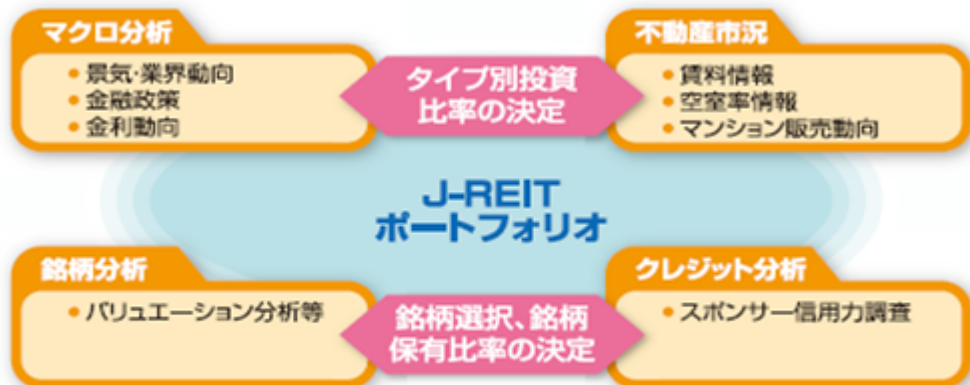 マクロ分析
・景気・業界動向
・金融政策
・金利動向
タイプ別投資
比率の決定
不動産市況
・賃料情報
・空室率情報
・マンション販売動向
J-REIT
ポートフォリオ
銘柄分析
・バリュエーション分析等
銘柄選択、銘柄
保有比率の決定
クレジット分析
・スポンサー信用力調査